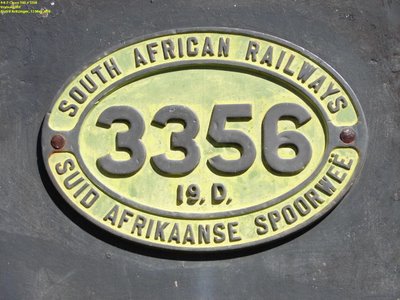 SOUTH AFRICAN RAILWAYS
3356
19. D.
SUID AFRIKAANSE SPOORWEË